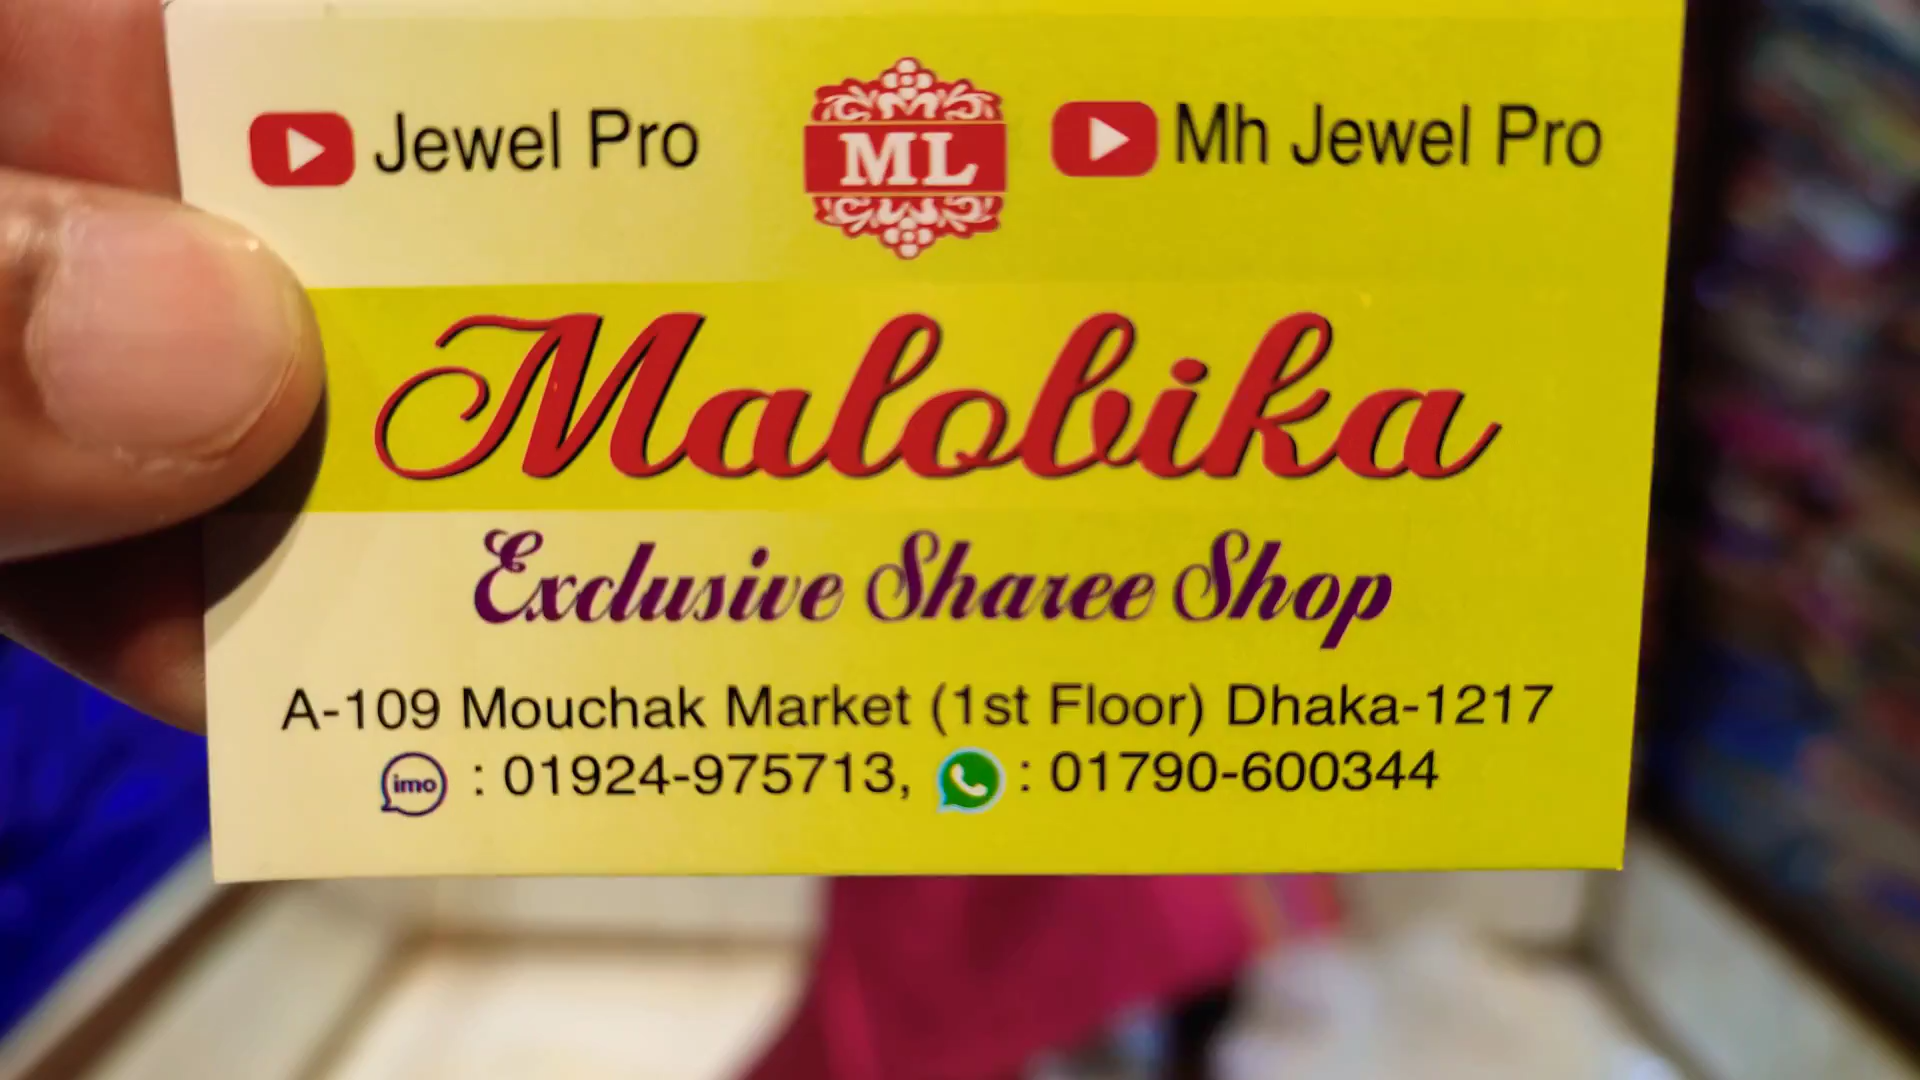 Jewel Pro
ML
Mh Jewel Pro
Malobika
Exclusive Sharee Shop
A-109 Mouchak Market (1st Floor) Dhaka-1217
imo : 01924-975713, : 01790-600344